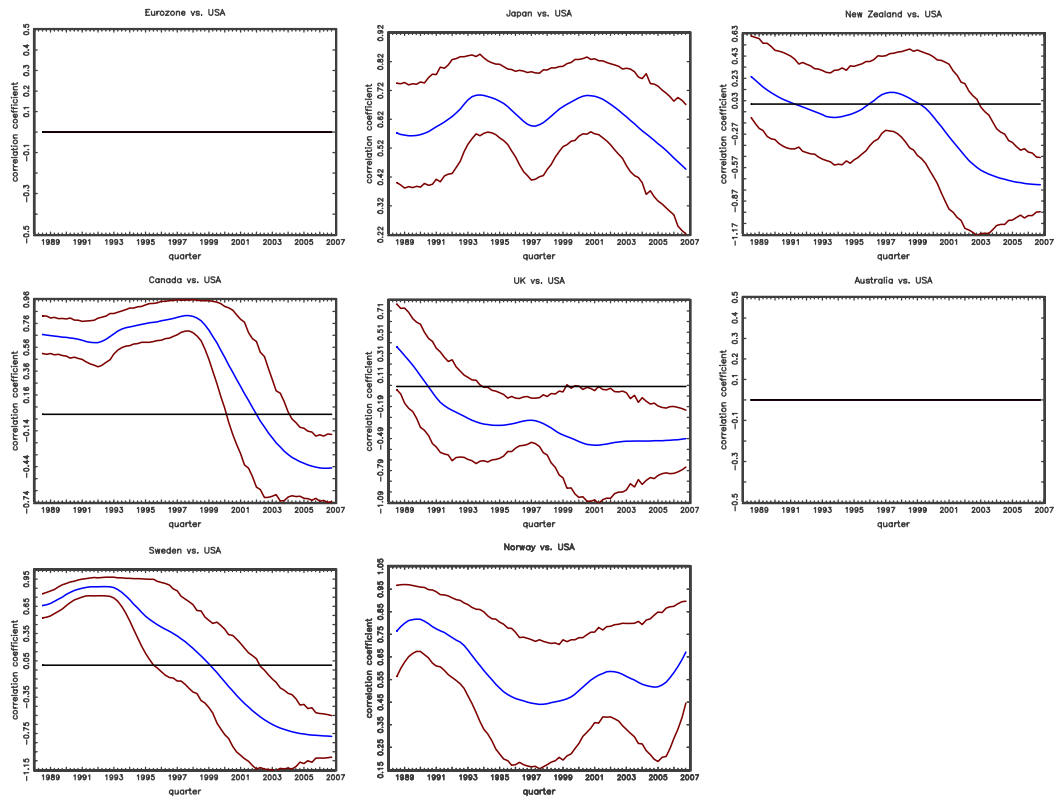 Eurozone vs. USA
correlation coefficient
0.5
0.4
0.3
0.2
0.1
−0.1
−0.3
−0.5
1989 1991 1993 1995 1997 1999 2001 2003 2005 2007
quarter
Japan vs. USA
correlation coefficient
0.92
0.82
0.72
0.62
0.52
0.42
0.32
0.22
1989 1991 1993 1995 1997 1999 2001 2003 2005 2007
quarter
New Zealand vs. USA
correlation coefficient
0.63
0.43
0.23
0.03
−0.27
−0.57
−0.87
−1.17
1989 1991 1993 1995 1997 1999 2001 2003 2005 2007
quarter
Canada vs. USA
correlation coefficient
0.96
0.76
0.56
0.36
0.16
−0.14
−0.44
−0.74
1989 1991 1993 1995 1997 1999 2001 2003 2005 2007
quarter
UK vs. USA
correlation coefficient
0.71
0.51
0.31
0.11
−0.19
−0.49
−0.79
−1.09
1989 1991 1993 1995 1997 1999 2001 2003 2005 2007
quarter
Australia vs. USA
correlation coefficient
0.5
0.4
0.3
0.2
0.1
−0.1
−0.3
−0.5
1989 1991 1993 1995 1997 1999 2001 2003 2005 2007
quarter
Sweden vs. USA
correlation coefficient
0.95
0.65
0.35
0.05
−0.35
−0.75
−1.15
1989 1991 1993 1995 1997 1999 2001 2003 2005 2007
quarter
Norway vs. USA
correlation coefficient
1.05
0.95
0.85
0.75
0.65
0.55
0.45
0.35
0.25
0.15
1989 1991 1993 1995 1997 1999 2001 2003 2005 2007
quarter